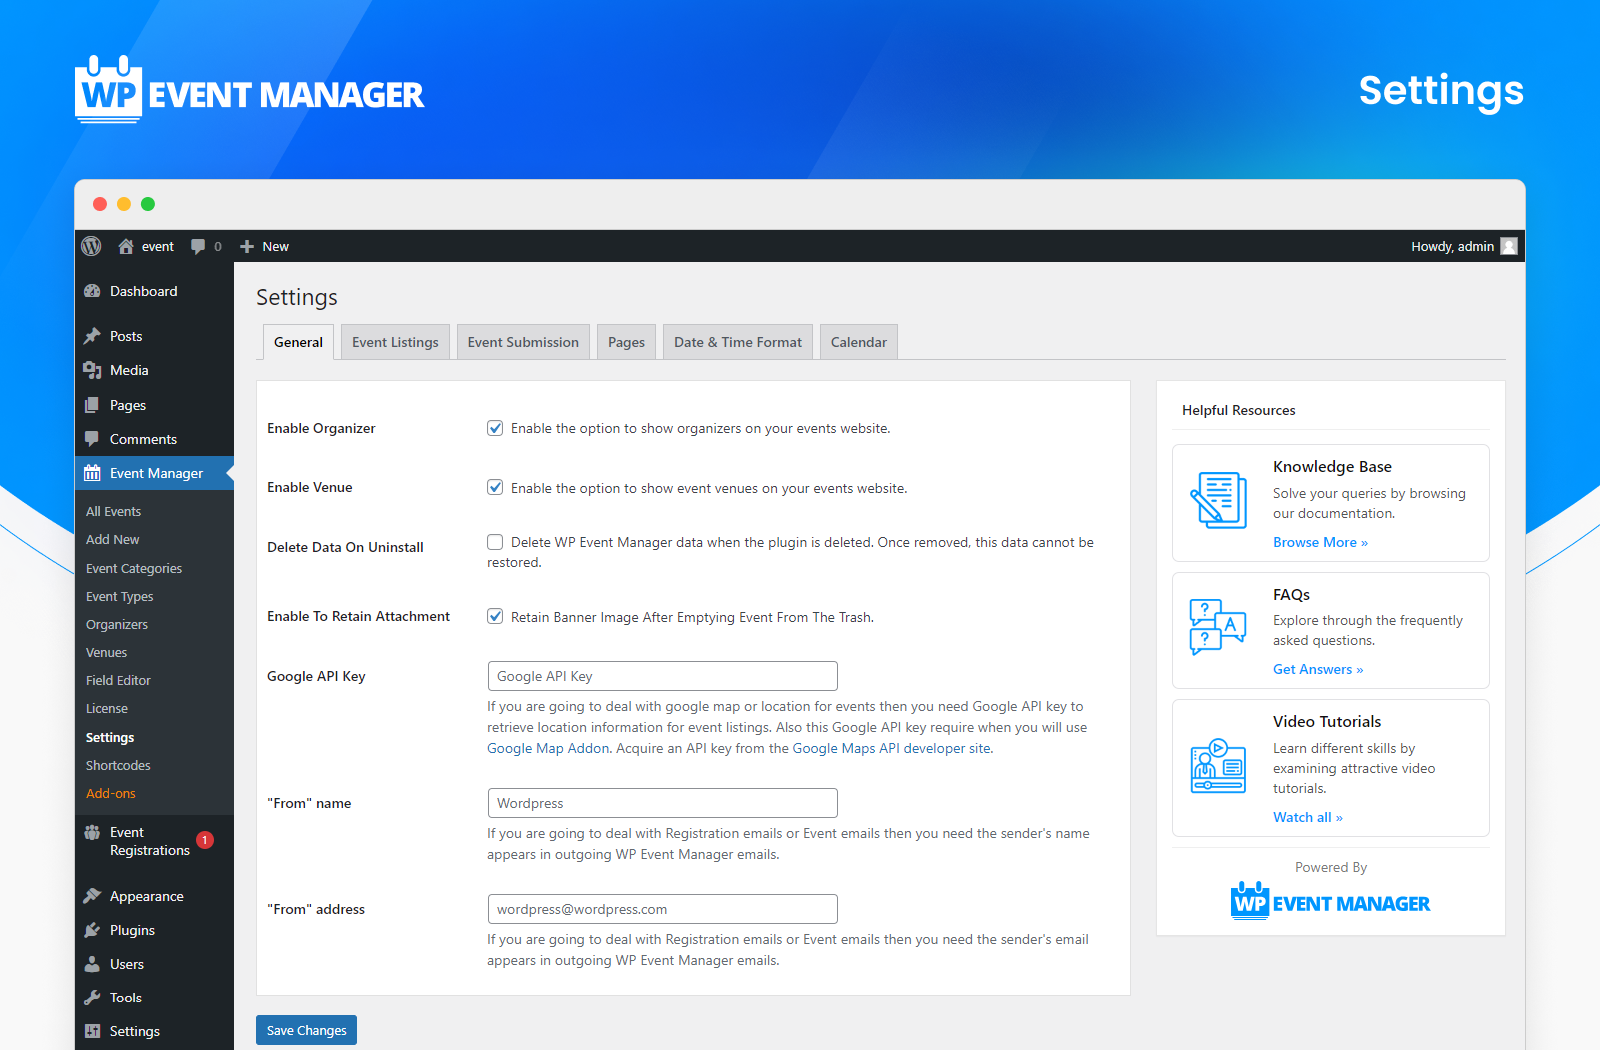 WP EVENT MANAGER
Settings
event
0
New
Howdy, admin
Dashboard
Posts
Media
Pages
Comments
Event Manager
All Events
Add New
Event Categories
Event Types
Organizers
Venues
Field Editor
License
Settings
Shortcodes
Add-ons
Event
Registrations
1
Appearance
Plugins
Users
Tools
Settings
Settings
General
Event Listings
Event Submission
Pages
Date & Time Format
Calendar
Enable Organizer
Enable the option to show organizers on your events website.
Enable Venue
Enable the option to show event venues on your events website.
Delete Data On Uninstall
Delete WP Event Manager data when the plugin is deleted. Once removed, this data cannot be
restored.
Enable To Retain Attachment
Retain Banner Image After Emptying Event From The Trash.
Google API Key
Google API Key
If you are going to deal with google map or location for events then you need Google API key to
retrieve location information for event listings. Also this Google API key require when you will use
Google Map Addon. Acquire an API key from the Google Maps API developer site.
"From" name
Wordpress
If you are going to deal with Registration emails or Event emails then you need the sender's name
appears in outgoing WP Event Manager emails.
"From" address
wordpress@wordpress.com
If you are going to deal with Registration emails or Event emails then you need the sender's email
appears in outgoing WP Event Manager emails.
Save Changes
Helpful Resources
Knowledge Base
Solve your queries by browsing
our documentation.
Browse More »
?
A
?
FAQs
Explore through the frequently
asked questions.
Get Answers »
Video Tutorials
Learn different skills by
examining attractive video
tutorials.
Watch all »
Powered By
WP EVENT MANAGER